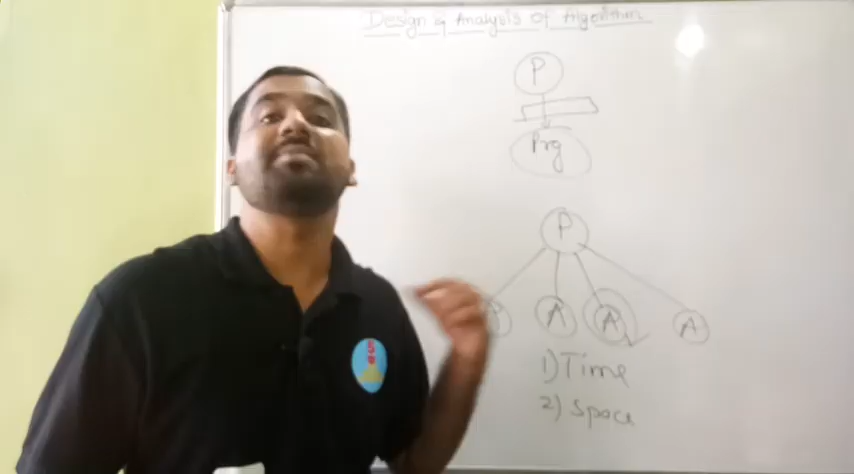 Design & Analysis of Algorithm
P
Prg
P
A A A
1) Time
2) Space